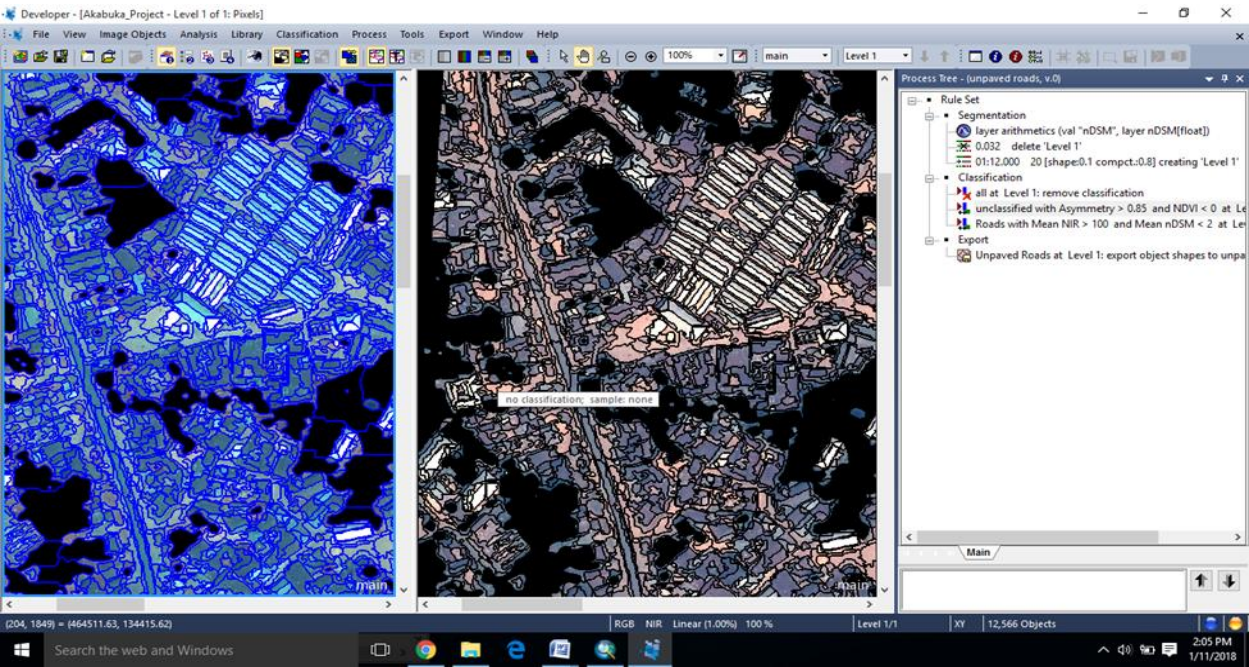 Developer - [Akabuka_Project - Level 1 of 1: Pixels]
File View Image Objects Analysis Library Classification Process Tools Export Window Help
100% main Level 1
Process Tree - (unpaved roads, v.0)
Rule Set
Segmentation
layer arithmetics (val "nDSM", layer nDSM[float])
0.032 delete 'Level 1'
01:12.000 20 [shape:0.1 compct.:0.8] creating 'Level 1'
Classification
all at Level 1: remove classification
unclassified with Asymmetry > 0.85 and NDVI < 0 at Le
Roads with Mean NIR > 100 and Mean nDSM < 2 at Le
Export
Unpaved Roads at Level 1: export object shapes to unpa
no classification; sample: none
main
main
Main
(204, 1849) = (464511.63, 134415.62)
RGB NIR Linear (1.00%) 100 %
Level 1/1
XY
12,566 Objects
Search the web and Windows
2:05 PM
1/11/2018